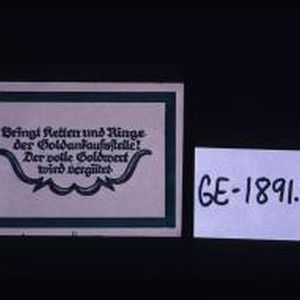 Bringt Ketten und Ringe
der Goldankaufsstelle!
Der volle Goldwert
wird vergütet
GE-1891.